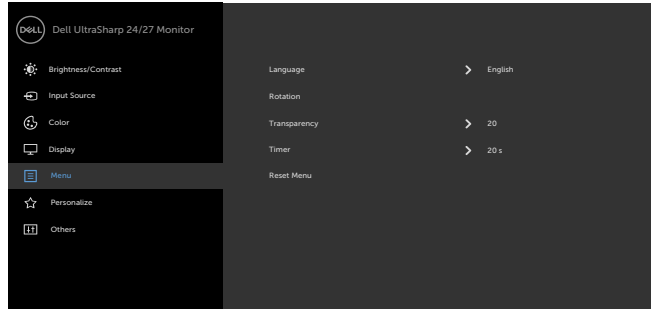 DELL Dell UltraSharp 24/27 Monitor
Brightness/Contrast
Input Source
Color
Display
Menu
Personalize
Others
Language > English
Rotation
Transparency > 20
Timer > 20 s
Reset Menu